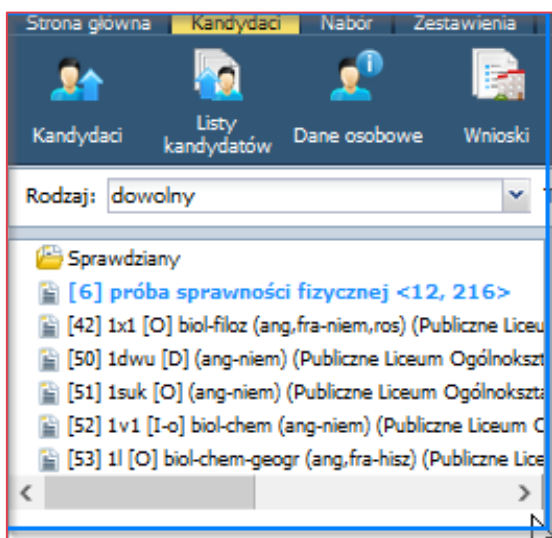 Strona główna Kandydaci Nabór Zestawienia
Kandydaci
Listy kandydatów
Dane osobowe
Wnioski
Rodzaj: dowolny
Sprawdziany
[6] próba sprawności fizycznej <12, 216>
[42] 1x1 [O] biol-filoz (ang,fra-niem,ros) (Publiczne Liceu
[50] 1dwu [D] (ang-niem) (Publiczne Liceum Ogólnokszt
[51] 1suk [O] (ang-niem) (Publiczne Liceum Ogólnokszta
[52] 1v1 [I-o] biol-chem (ang-niem) (Publiczne Liceum O
[53] 1l [O] biol-chem-geogr (ang,fra-hisz) (Publiczne Lice